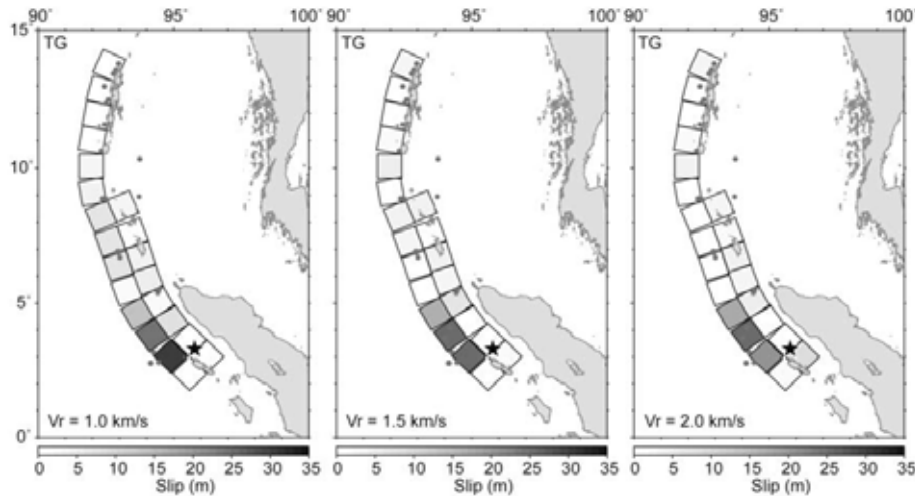 90° 95° 100° 90° 95° 100° 90° 95° 100°
15°
TG TG TG
10°
5°
Vr = 1.0 km/s Vr = 1.5 km/s Vr = 2.0 km/s
0°
0 5 10 15 20 25 30 35 0 5 10 15 20 25 30 35 0 5 10 15 20 25 30 35
Slip (m) Slip (m) Slip (m)